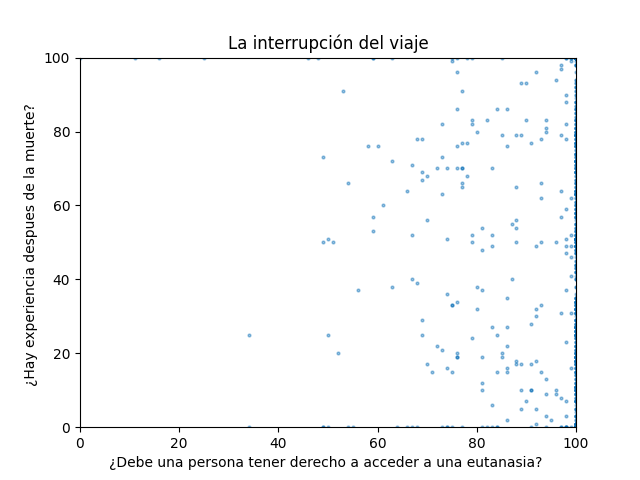 La interrupción del viaje
¿Hay experiencia despues de la muerte?
100
80
60
40
20
0
0 20 40 60 80 100
¿Debe una persona tener derecho a acceder a una eutanasia?